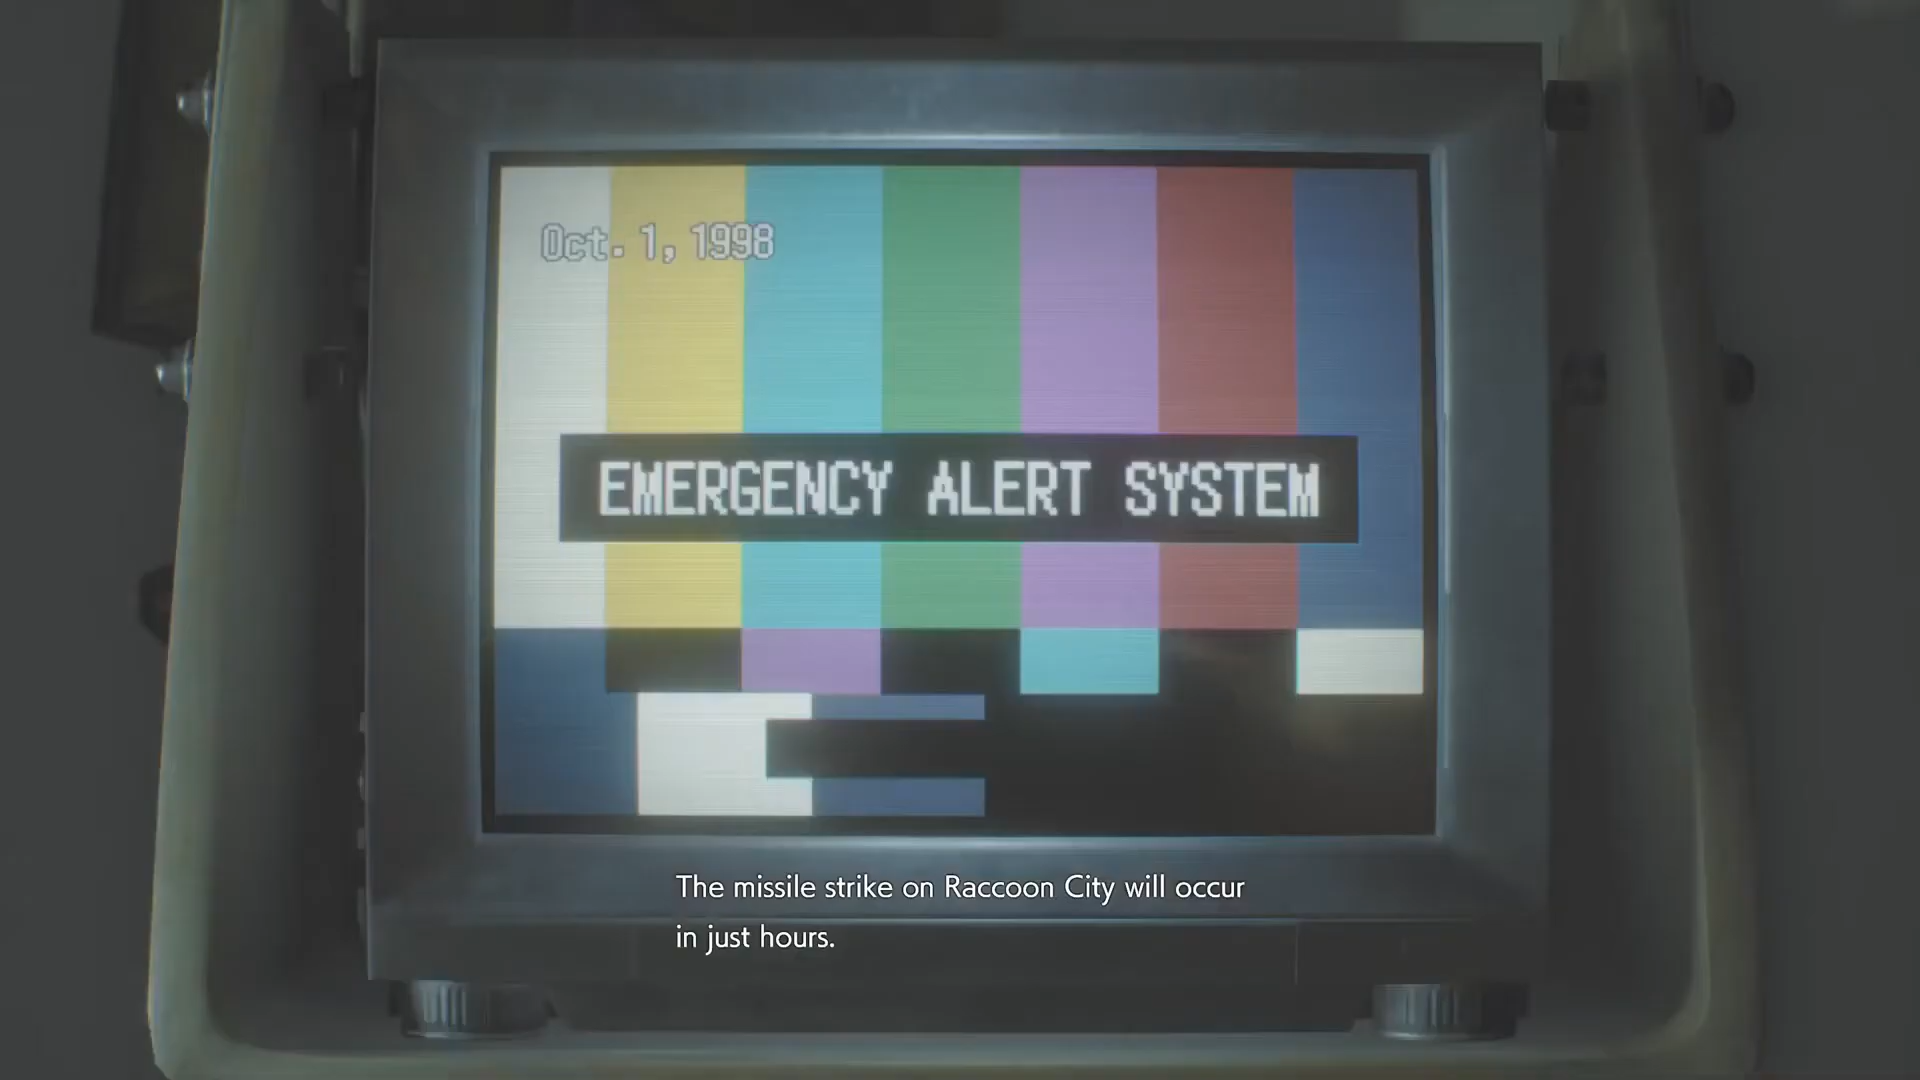 Oct. 1, 1998
EMERGENCY ALERT SYSTEM
The missile strike on Raccoon City will occur
in just hours.